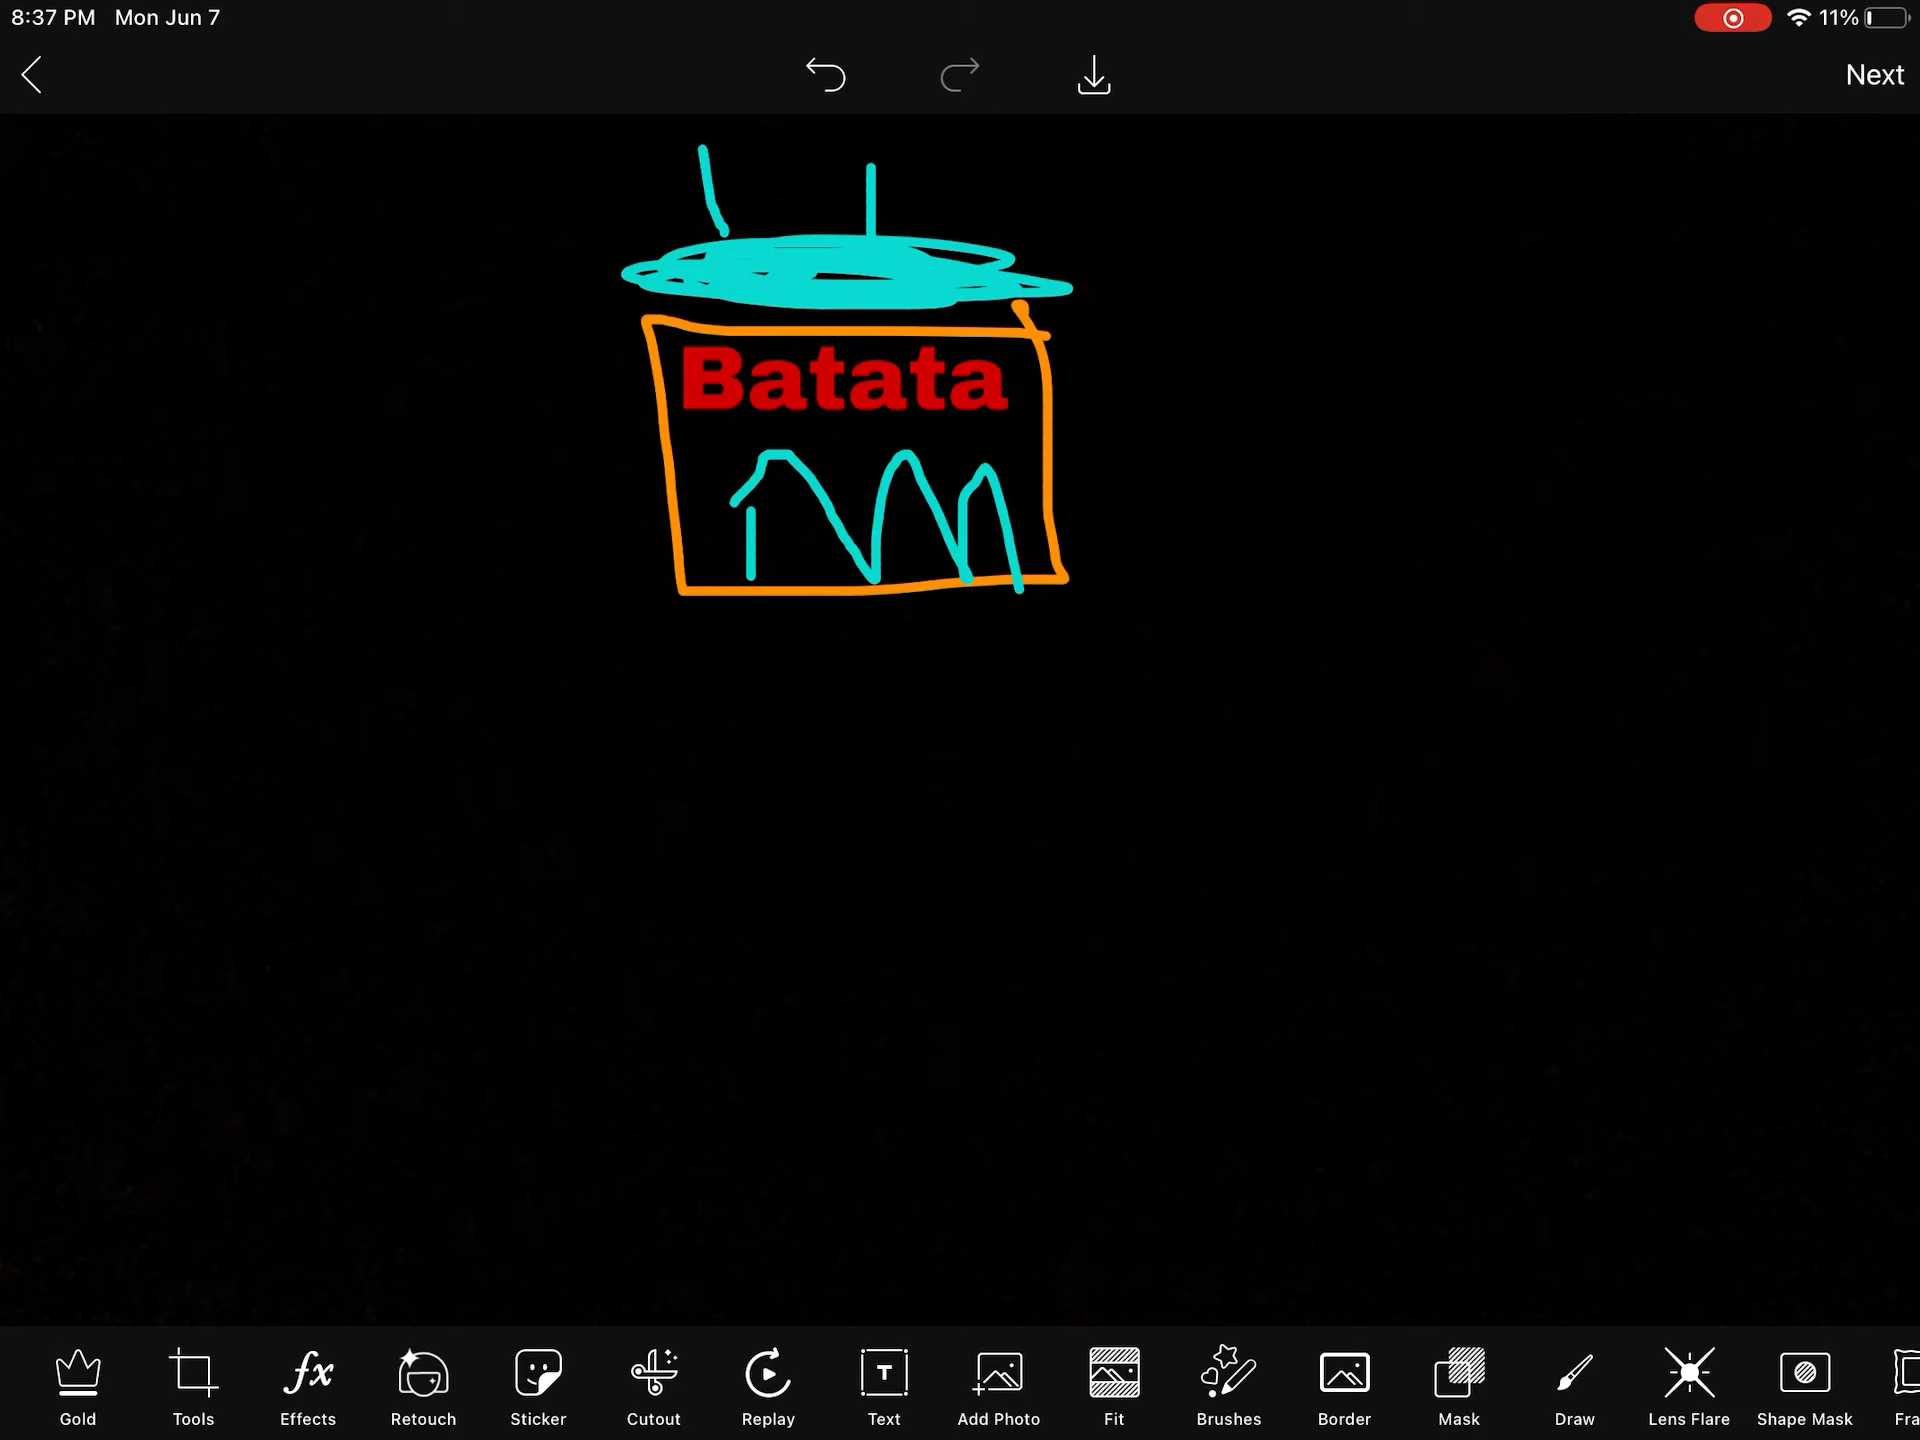 8:37 PM Mon Jun 7
11%
Next
Batata
Gold Tools Effects Retouch Sticker Cutout Replay Text Add Photo Fit Brushes Border Mask Draw Lens Flare Shape Mask Fra